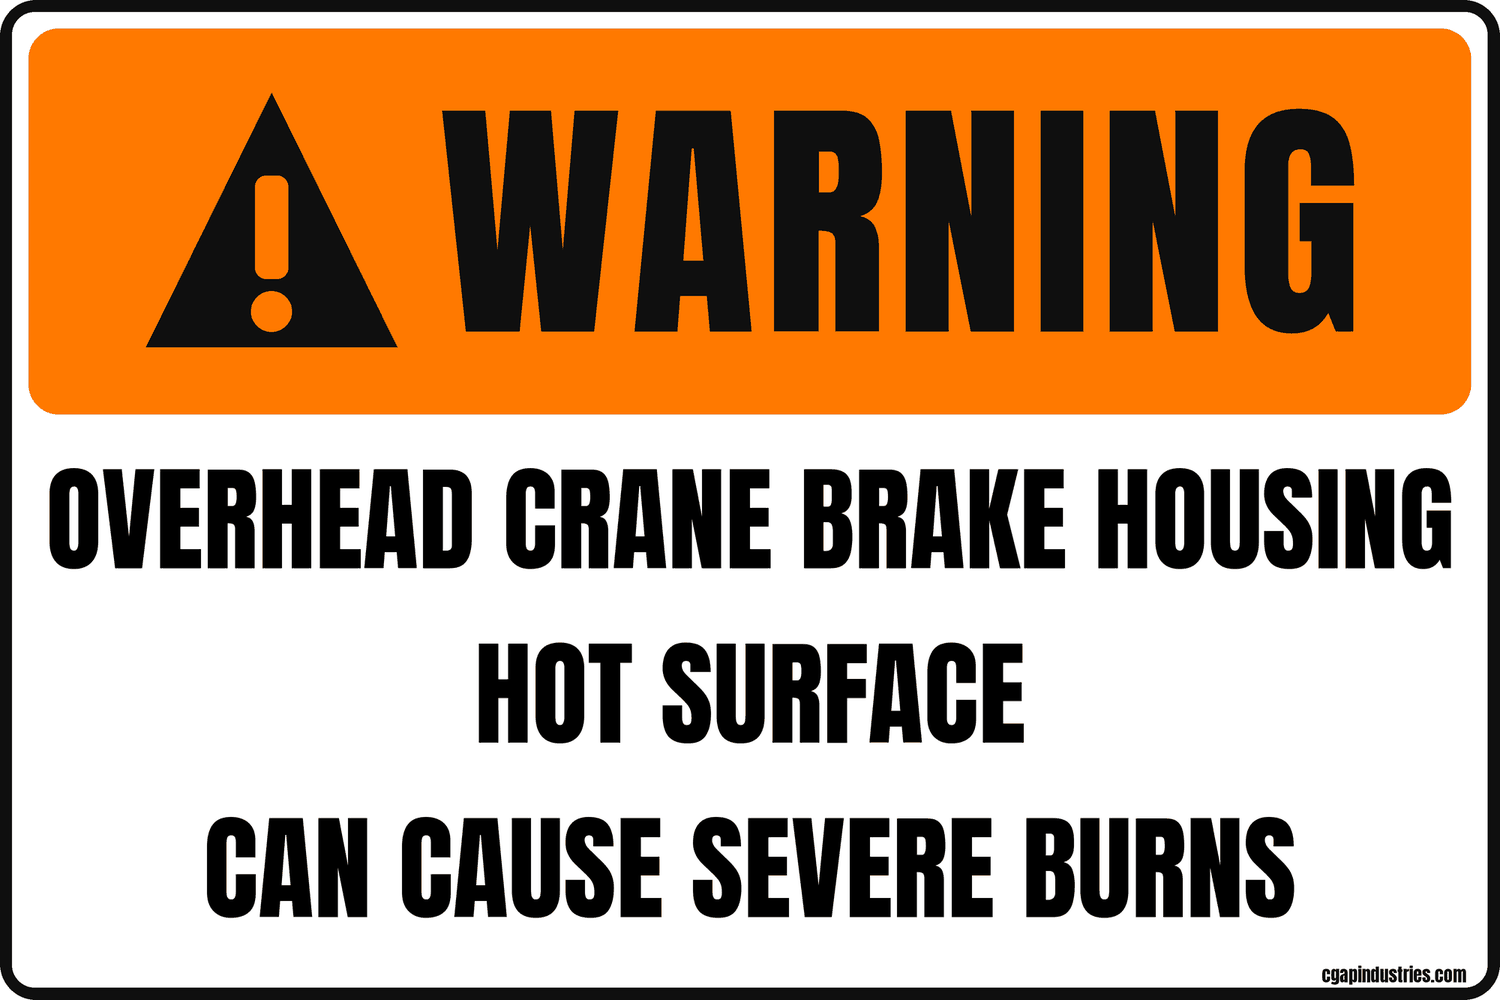 WARNING
OVERHEAD CRANE BRAKE HOUSING
HOT SURFACE
CAN CAUSE SEVERE BURNS
cgapindustries.com